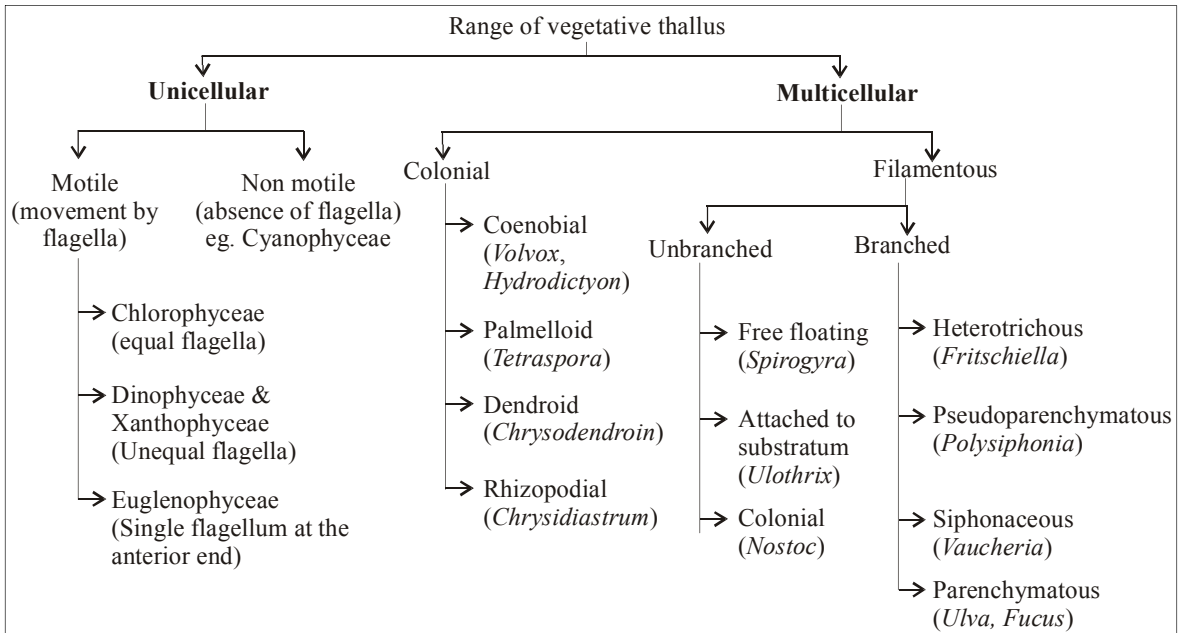 Range of vegetative thallus
Unicellular
Multicellular
Motile
(movement by
flagella)
Non motile
(absence of flagella)
eg. Cyanophyceae
Chlorophyceae
(equal flagella)
Dinophyceae &
Xanthophyceae
(Unequal flagella)
Euglenophyceae
(Single flagellum at the
anterior end)
Colonial
Coenobial
(Volvox,
Hydrodictyon)
Palmelloid
(Tetraspora)
Dendroid
(Chrysodendroin)
Rhizopodial
(Chrysidiastrum)
Filamentous
Unbranched
Free floating
(Spirogyra)
Attached to
substratum
(Ulothrix)
Colonial
(Nostoc)
Branched
Heterotrichous
(Fritschiella)
Pseudoparenchymatous
(Polysiphonia)
Siphonaceous
(Vaucheria)
Parenchymatous
(Ulva, Fucus)